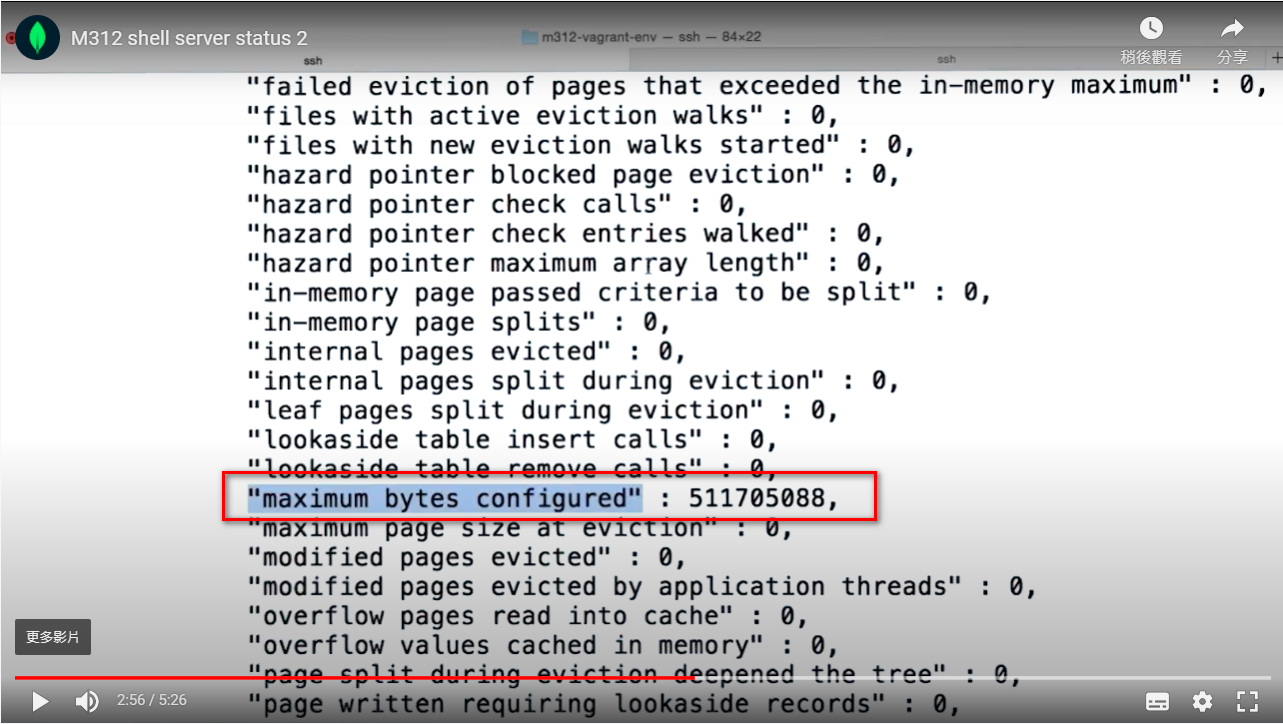 M312 shell server status 2
m312-vagrant-env — ssh — 84×22
稍後觀看
分享
ssh
ssh
+
"failed eviction of pages that exceeded the in-memory maximum" : 0,
"files with active eviction walks" : 0,
"files with new eviction walks started" : 0,
"hazard pointer blocked page eviction" : 0,
"hazard pointer check calls" : 0,
"hazard pointer check entries walked" : 0,
"hazard pointer maximum array length" : 0,
"in-memory page passed criteria to be split" : 0,
"in-memory page splits" : 0,
"internal pages evicted" : 0,
"internal pages split during eviction" : 0,
"leaf pages split during eviction" : 0,
"lookaside table insert calls" : 0,
"lookaside table remove calls" : 0,
"maximum bytes configured" : 511705088,
"maximum page size at eviction" : 0,
"modified pages evicted" : 0,
"modified pages evicted by application threads" : 0,
"overflow pages read into cache" : 0,
"overflow values cached in memory" : 0,
更多影片
"page split during eviction deepened the tree" : 0,
"page written requiring lookaside records" : 0,
2:56 / 5:26